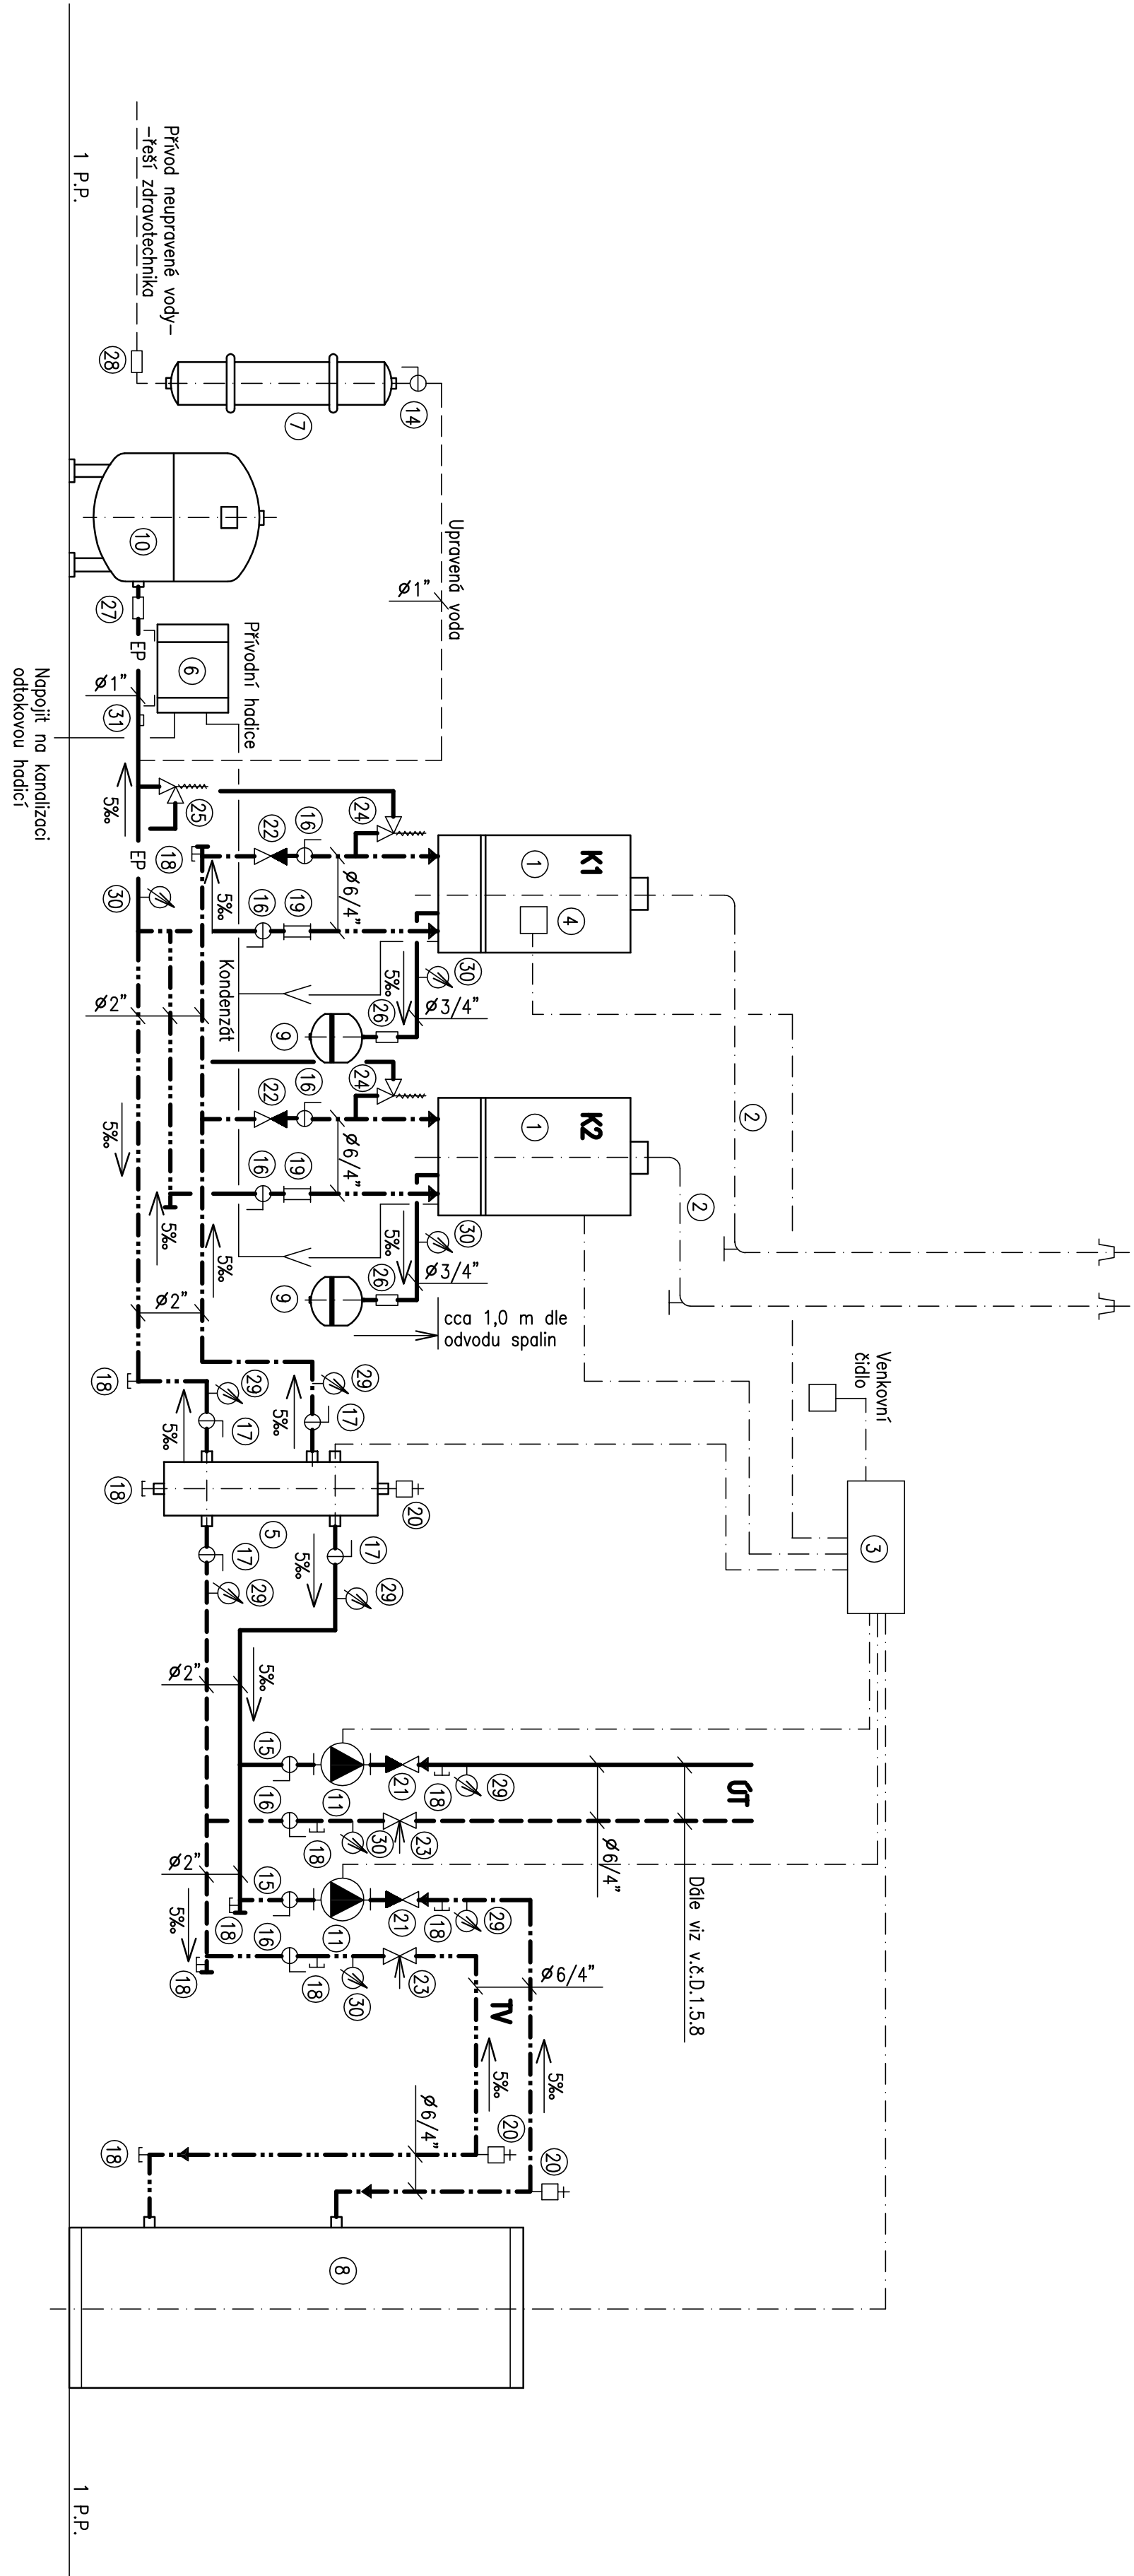 Přívod neupravené vody-
-řeší zdravotechnika
1 P.P.
28
14
7
Upravená voda
ø1"
10
27
EP
Přívodní hadice
6
ø1"
31
Napojit na kanalizaci
odtokovou hadicí
5‰
25
EP
18
30
K1
1
4
24
16
22
ø6/4"
5‰
16
19
Kondenzát
ø2"
30
5‰
ø3/4"
26
9
2
K2
1
24
16
22
ø6/4"
16
19
5‰
5‰
5‰
30
5‰
ø3/4"
26
9
2
cca 1,0 m dle
odvodu spalin
ø2"
Venkovní
čidlo
3
29
17
5‰
18
29
17
5‰
20
5
18
17
29
5‰
17
29
5‰
ø2"
ÚT
29
18
21
11
15
23
30
18
16
ø6/4"
Dále viz v.č.D.1.5.8
ø2"
5‰
29
18
21
11
15
18
23
30
18
16
18
TV
ø6/4"
5‰
5‰
20
20
ø6/4"
18
8
1 P.P.